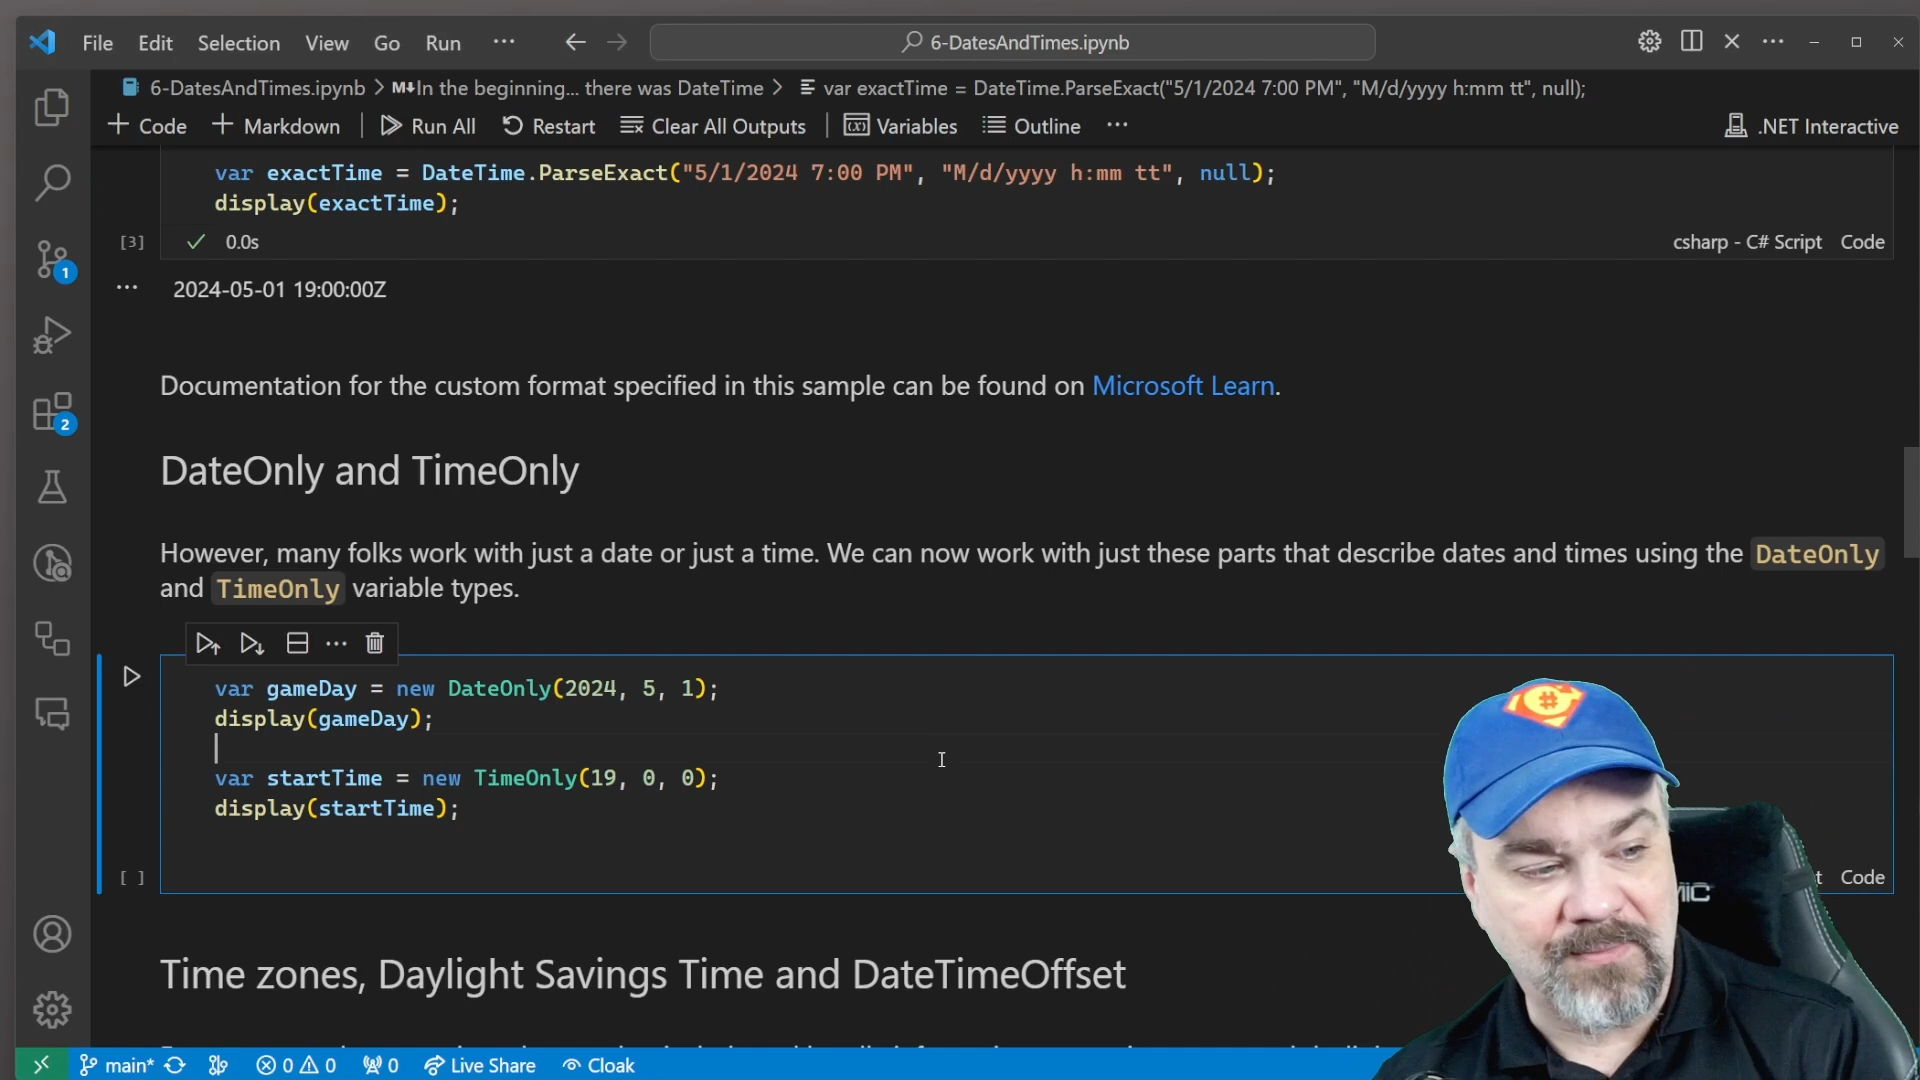 File Edit Selection View Go Run ... 6-DatesAndTimes.ipynb
6-DatesAndTimes.ipynb > M↓In the beginning... there was DateTime > var exactTime = DateTime.ParseExact("5/1/2024 7:00 PM", "M/d/yyyy h:mm tt", null);
+ Code + Markdown | Run All Restart Clear All Outputs | Variables Outline ... .NET Interactive
var exactTime = DateTime.ParseExact("5/1/2024 7:00 PM", "M/d/yyyy h:mm tt", null);
display(exactTime);
[3] ✓ 0.0s csharp - C# Script Code
... 2024-05-01 19:00:00Z
Documentation for the custom format specified in this sample can be found on Microsoft Learn.
DateOnly and TimeOnly
However, many folks work with just a date or just a time. We can now work with just these parts that describe dates and times using the DateOnly
and TimeOnly variable types.
var gameDay = new DateOnly(2024, 5, 1);
display(gameDay);
var startTime = new TimeOnly(19, 0, 0);
display(startTime);
[ ] Code
Time zones, Daylight Savings Time and DateTimeOffset
main* 0 0 0 Live Share Cloak
1
2
#